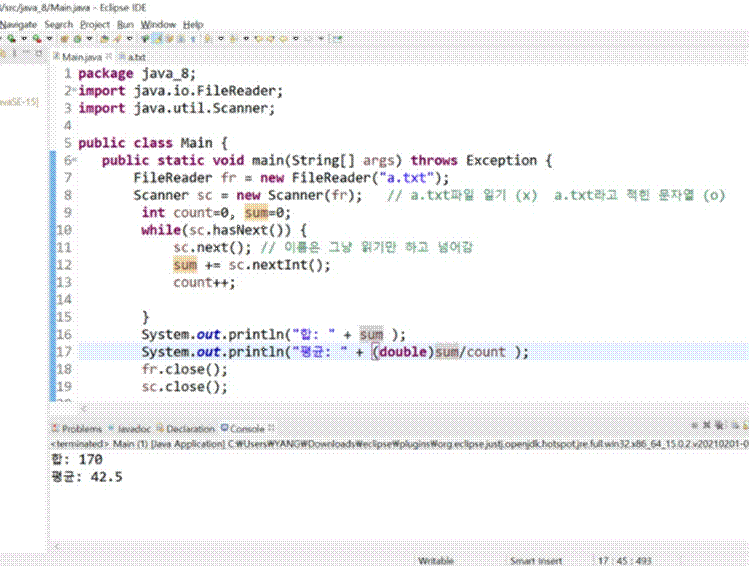 /src/java_8/Main.java - Eclipse IDE
Navigate Search Project Run Window Help
Main.java a.txt
1 package java_8;
2 import java.io.FileReader;
3 import java.util.Scanner;
4
5 public class Main {
6 public static void main(String[] args) throws Exception {
7 FileReader fr = new FileReader("a.txt");
8 Scanner sc = new Scanner(fr); // a.txt파일 일기 (x) a.txt라고 적힌 문자열 (o)
9 int count=0, sum=0;
10 while(sc.hasNext()) {
11 sc.next(); // 이름은 그냥 읽기만 하고 넘어감
12 sum += sc.nextInt();
13 count++;
14
15 }
16 System.out.println("합: " + sum );
17 System.out.println("평균: " + (double)sum/count );
18 fr.close();
19 sc.close();
Problems Javadoc Declaration Console
<terminated> Main (1) [Java Application] C:₩Users₩YANG₩Downloads₩eclipse₩plugins₩org.eclipse.justj.openjdk.hotspot.jre.full.win32.x86_64_15.0.2.v20210201-0
합: 170
평균: 42.5
Writable Smart Insert 17 : 45 : 493